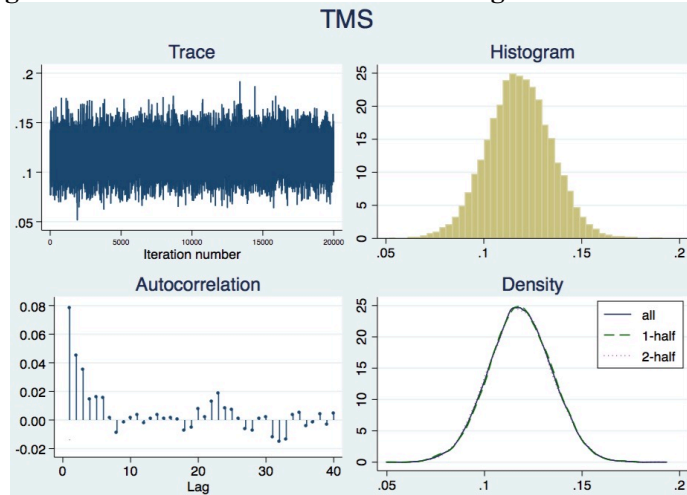 TMS
Trace
.2
.15
.1
.05
0 5000 10000 15000 20000
Iteration number
Histogram
25
20
15
10
5
0
.05 .1 .15 .2
Autocorrelation
0.08
0.06
0.04
0.02
0.00
-0.02
0 10 20 30 40
Lag
Density
25
20
15
10
5
0
.05 .1 .15 .2
all
1-half
2-half